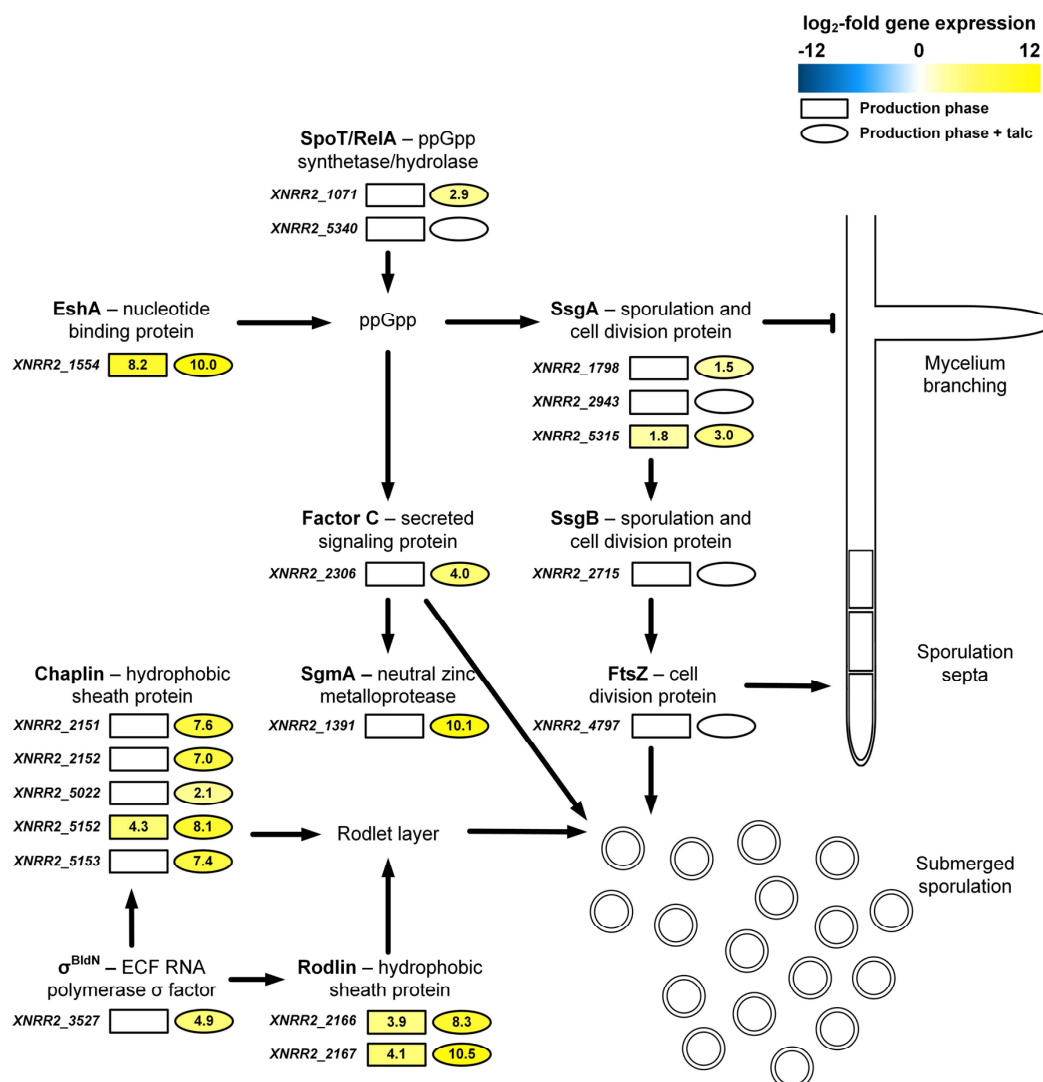 log2-fold gene expression
-12 0 12
Production phase
Production phase + talc
SpoT/RelA – ppGpp
synthetase/hydrolase
XNRR2_1071 2.9
XNRR2_5340
EshA – nucleotide
binding protein
XNRR2_1554 8.2 10.0
ppGpp
SsgA – sporulation and
cell division protein
XNRR2_1798 1.5
XNRR2_2943
XNRR2_5315 1.8 3.0
Mycelium
branching
Factor C – secreted
signaling protein
XNRR2_2306 4.0
SsgB – sporulation and
cell division protein
XNRR2_2715
Chaplin – hydrophobic
sheath protein
XNRR2_2151 7.6
XNRR2_2152 7.0
XNRR2_5022 2.1
XNRR2_5152 4.3 8.1
XNRR2_5153 7.4
SgmA – neutral zinc
metalloprotease
XNRR2_1391 10.1
FtsZ – cell
division protein
XNRR2_4797
Sporulation
septa
Rodlet layer
Submerged
sporulation
σBldN – ECF RNA
polymerase σ factor
XNRR2_3527 4.9
Rodlin – hydrophobic
sheath protein
XNRR2_2166 3.9 8.3
XNRR2_2167 4.1 10.5